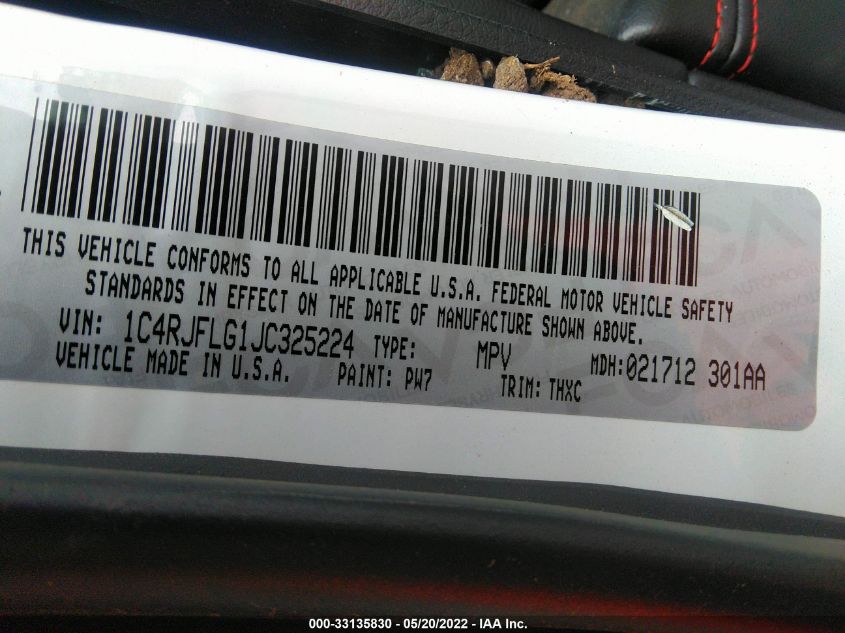 THIS VEHICLE CONFORMS TO ALL APPLICABLE U.S.A. FEDERAL MOTOR VEHICLE SAFETY
STANDARDS IN EFFECT ON THE DATE OF MANUFACTURE SHOWN ABOVE.
VIN: 1C4RJFLG1JC325224 TYPE: MPV MDH:021712 301AA
VEHICLE MADE IN U.S.A. PAINT: PW7 TRIM: THXC
000-33135830 - 05/20/2022 - IAA Inc.